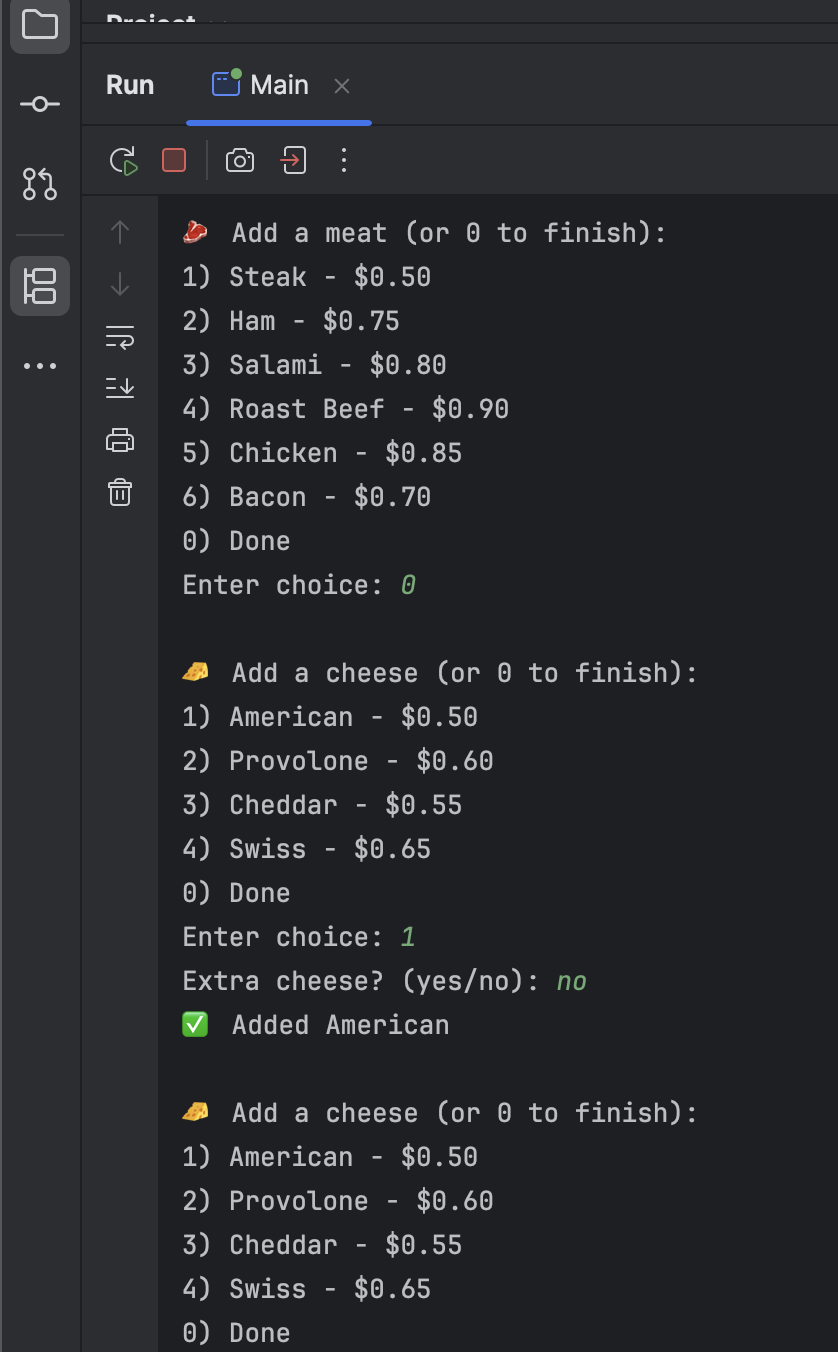 Project
Run
Main
Add a meat (or 0 to finish):
1) Steak - $0.50
2) Ham - $0.75
3) Salami - $0.80
4) Roast Beef - $0.90
5) Chicken - $0.85
6) Bacon - $0.70
0) Done
Enter choice: 0
Add a cheese (or 0 to finish):
1) American - $0.50
2) Provolone - $0.60
3) Cheddar - $0.55
4) Swiss - $0.65
0) Done
Enter choice: 1
Extra cheese? (yes/no): no
✅ Added American
Add a cheese (or 0 to finish):
1) American - $0.50
2) Provolone - $0.60
3) Cheddar - $0.55
4) Swiss - $0.65
0) Done